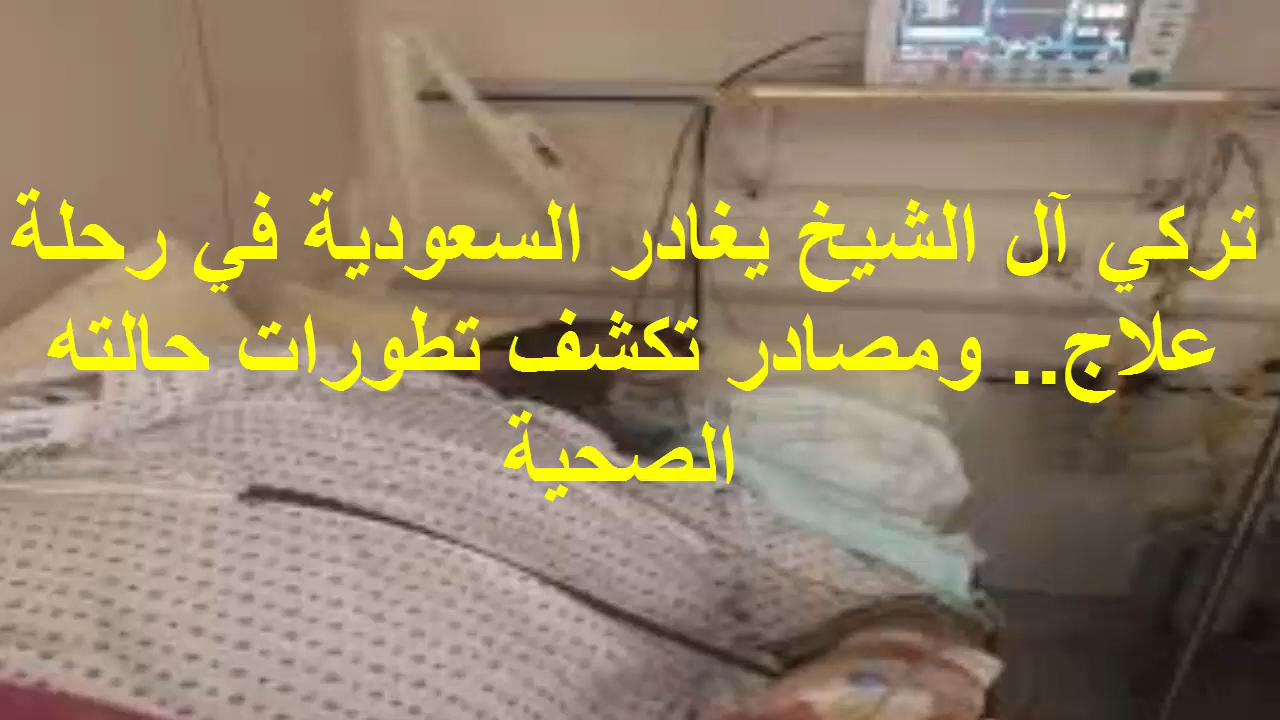 تركي آل الشيخ يغادر السعودية في رحلة
علاج.. ومصادر تكشف تطورات حالته
الصحية